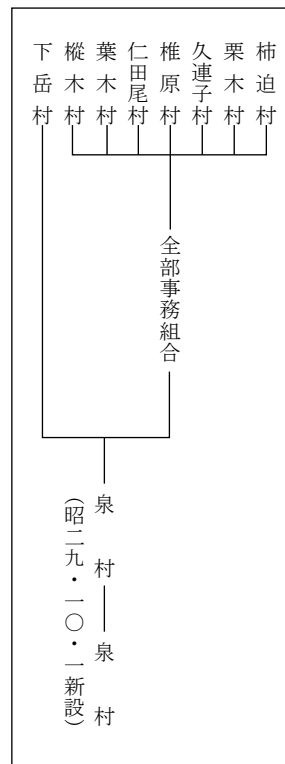 柿迫村
栗木村
久連子村
椎原村
仁田尾村
葉木村
樅木村
下岳村
全部事務組合
泉村
泉村
(昭二九・一〇・一新設)